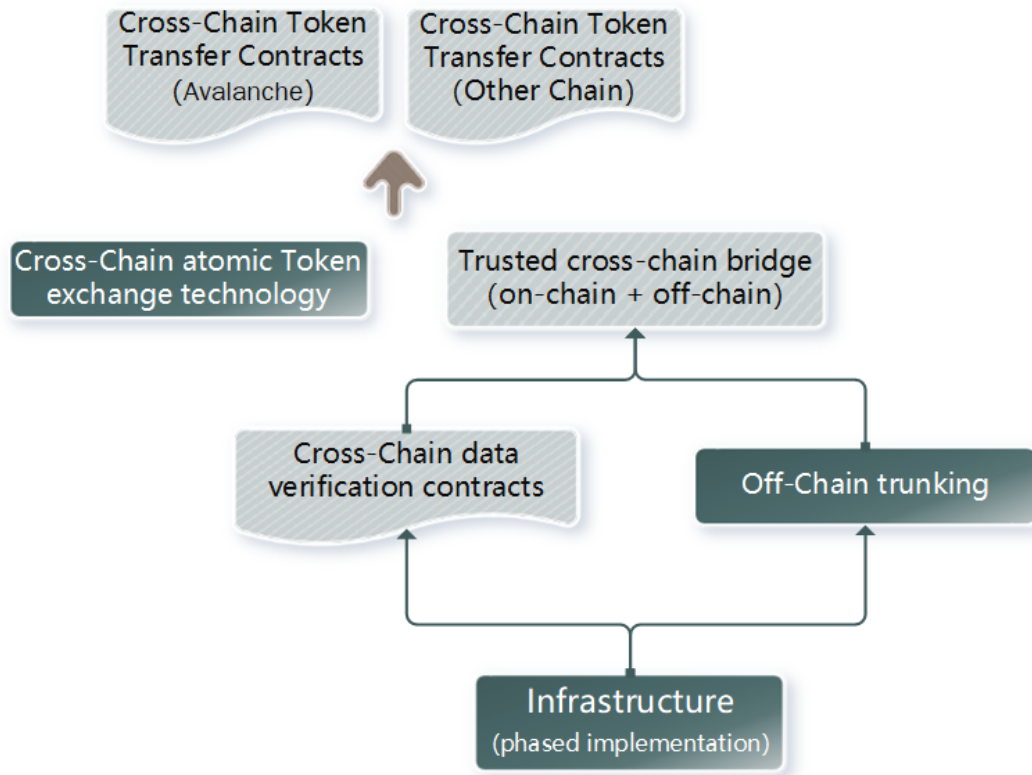 Cross-Chain Token
Transfer Contracts
(Avalanche)
Cross-Chain Token
Transfer Contracts
(Other Chain)
Cross-Chain atomic Token
exchange technology
Trusted cross-chain bridge
(on-chain + off-chain)
Cross-Chain data
verification contracts
Off-Chain trunking
Infrastructure
(phased implementation)